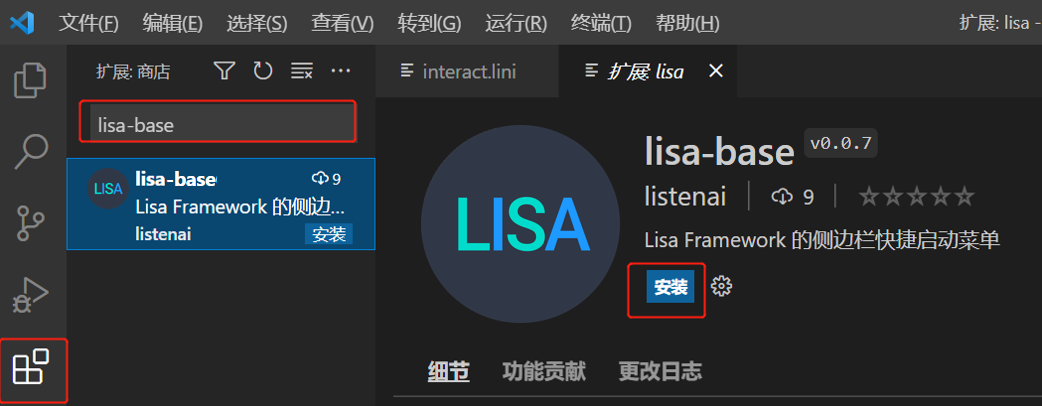 文件(F) 编辑(E) 选择(S) 查看(V) 转到(G) 运行(R) 终端(T) 帮助(H) 扩展: lisa -
扩展: 商店
interact.lini 扩展: lisa
lisa-base
LISA
lisa-base 9
Lisa Framework 的侧边...
listenai 安装
LISA
lisa-base v0.0.7
listenai 9
Lisa Framework 的侧边栏快捷启动菜单
安装
细节 功能贡献 更改日志